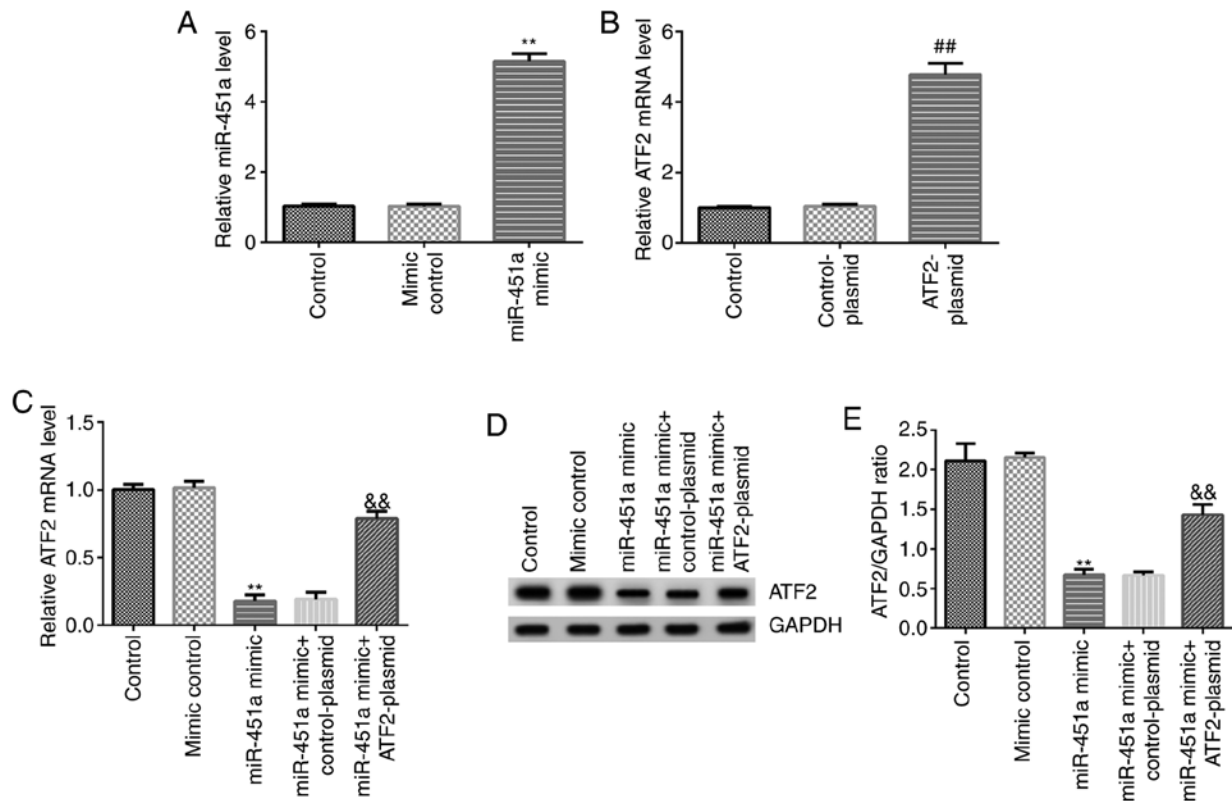 A
Relative miR-451a level
6
4
2
0
**
Control
Mimic
control
miR-451a
mimic
B
Relative ATF2 mRNA level
6
4
2
0
##
Control
Control-
plasmid
ATF2-
plasmid
C
Relative ATF2 mRNA level
1.5
1.0
0.5
0.0
**
&&
Control
Mimic control
miR-451a mimic
miR-451a mimic+
control-plasmid
miR-451a mimic+
ATF2-plasmid
D
Control
Mimic control
miR-451a mimic
miR-451a mimic+
control-plasmid
miR-451a mimic+
ATF2-plasmid
ATF2
GAPDH
E
ATF2/GAPDH ratio
2.5
2.0
1.5
1.0
0.5
0.0
**
&&
Control
Mimic control
miR-451a mimic
miR-451a mimic+
control-plasmid
miR-451a mimic+
ATF2-plasmid